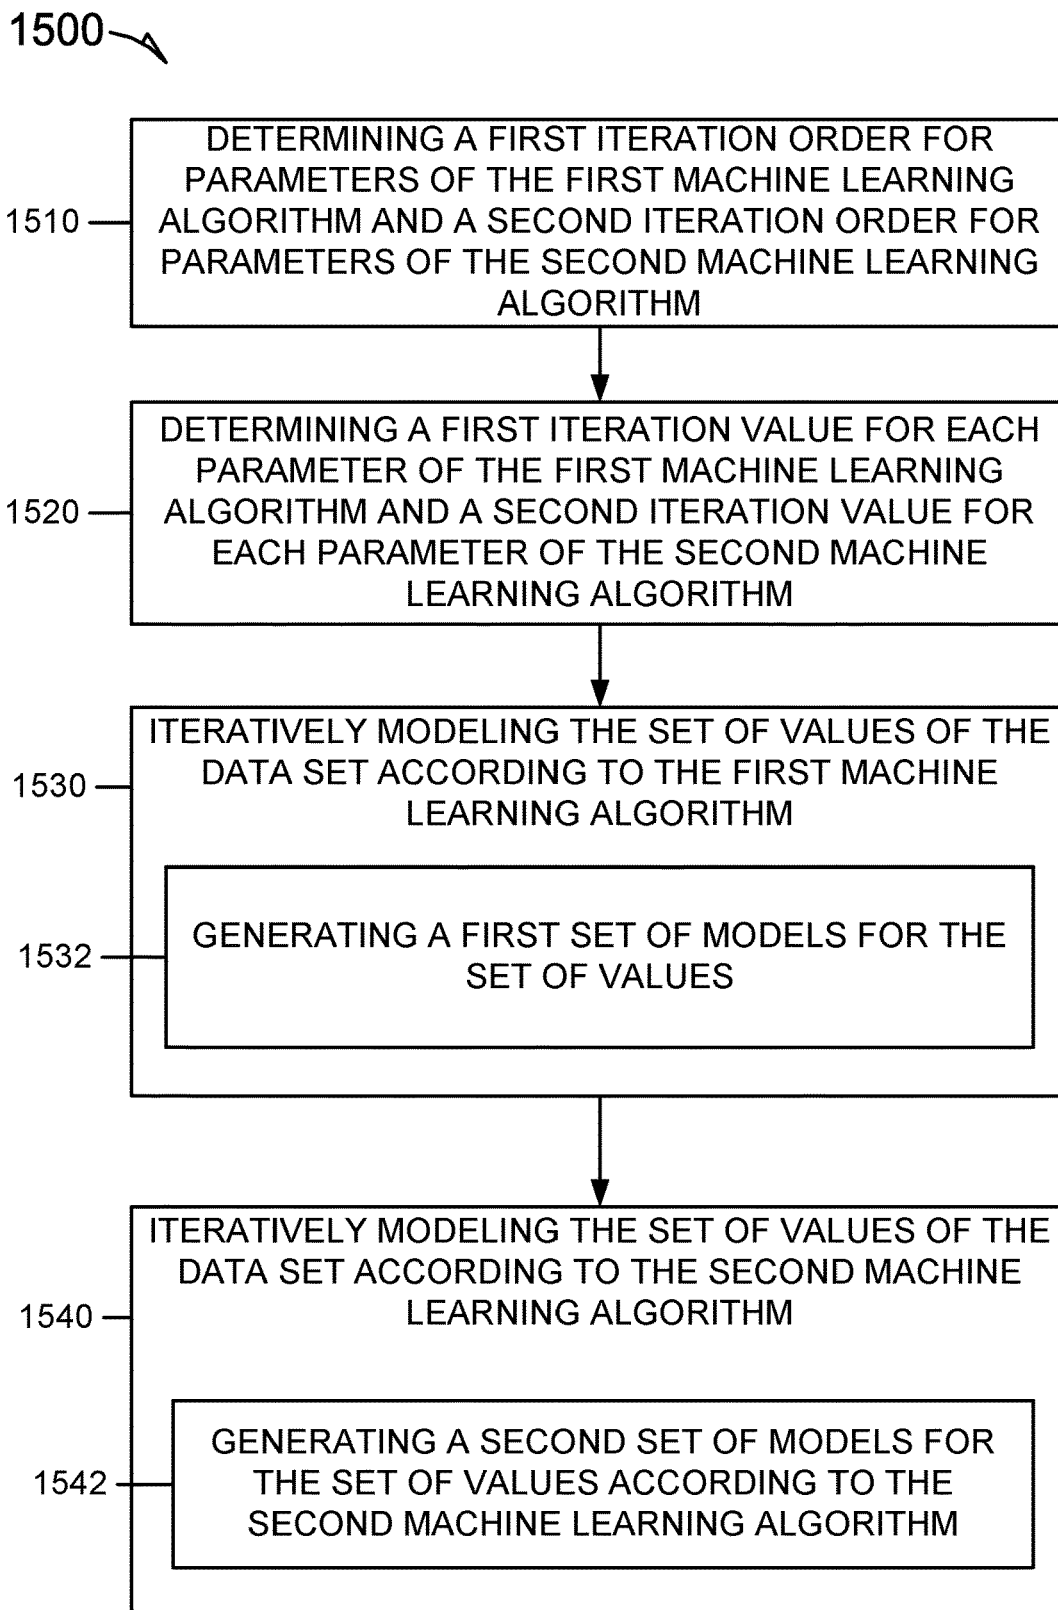 1500
DETERMINING A FIRST ITERATION ORDER FOR
PARAMETERS OF THE FIRST MACHINE LEARNING
1510
ALGORITHM AND A SECOND ITERATION ORDER FOR
PARAMETERS OF THE SECOND MACHINE LEARNING
ALGORITHM
DETERMINING A FIRST ITERATION VALUE FOR EACH
PARAMETER OF THE FIRST MACHINE LEARNING
1520
ALGORITHM AND A SECOND ITERATION VALUE FOR
EACH PARAMETER OF THE SECOND MACHINE
LEARNING ALGORITHM
ITERATIVELY MODELING THE SET OF VALUES OF THE
DATA SET ACCORDING TO THE FIRST MACHINE
1530
LEARNING ALGORITHM
GENERATING A FIRST SET OF MODELS FOR THE
1532
SET OF VALUES
ITERATIVELY MODELING THE SET OF VALUES OF THE
DATA SET ACCORDING TO THE SECOND MACHINE
1540
LEARNING ALGORITHM
GENERATING A SECOND SET OF MODELS FOR
1542
THE SET OF VALUES ACCORDING TO THE
SECOND MACHINE LEARNING ALGORITHM